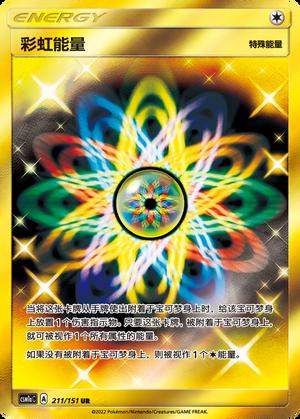 ENERGY
彩虹能量
特殊能量
当将这张卡牌从手牌使出附着于宝可梦身上时，给该宝可梦身
上放置1个伤害指示物。只要这张卡牌，被附着于宝可梦身上，
就可被视作1个所有属性的能量。
如果没有被附着于宝可梦身上，则被视作1个能量。
CSM1a C A 211/151 UR
©2022 Pokémon/Nintendo/Creatures/GAME FREAK.